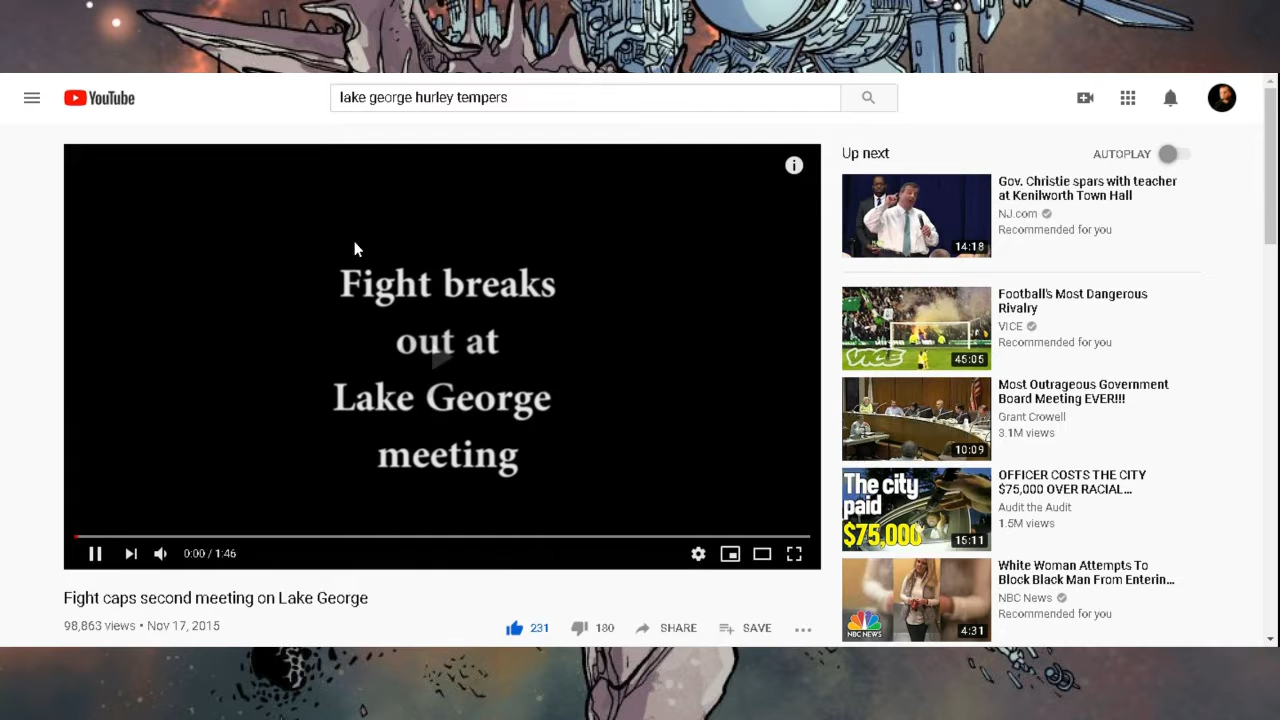 YouTube
lake george hurley tempers
Fight breaks
out at
Lake George
meeting
0:00 / 1:46
Fight caps second meeting on Lake George
98,863 views • Nov 17, 2015
231
180
SHARE
SAVE
Up next
AUTOPLAY
14:18
Gov. Christie spars with teacher
at Kenilworth Town Hall
NJ.com
Recommended for you
VICE
45:05
Football's Most Dangerous
Rivalry
VICE
Recommended for you
10:09
Most Outrageous Government
Board Meeting EVER!!!
Grant Crowell
3.1M views
The city
paid
$75,000
15:11
OFFICER COSTS THE CITY
$75,000 OVER RACIAL...
Audit the Audit
1.5M views
NBC NEWS
4:31
White Woman Attempts To
Block Black Man From Enterin...
NBC News
Recommended for you